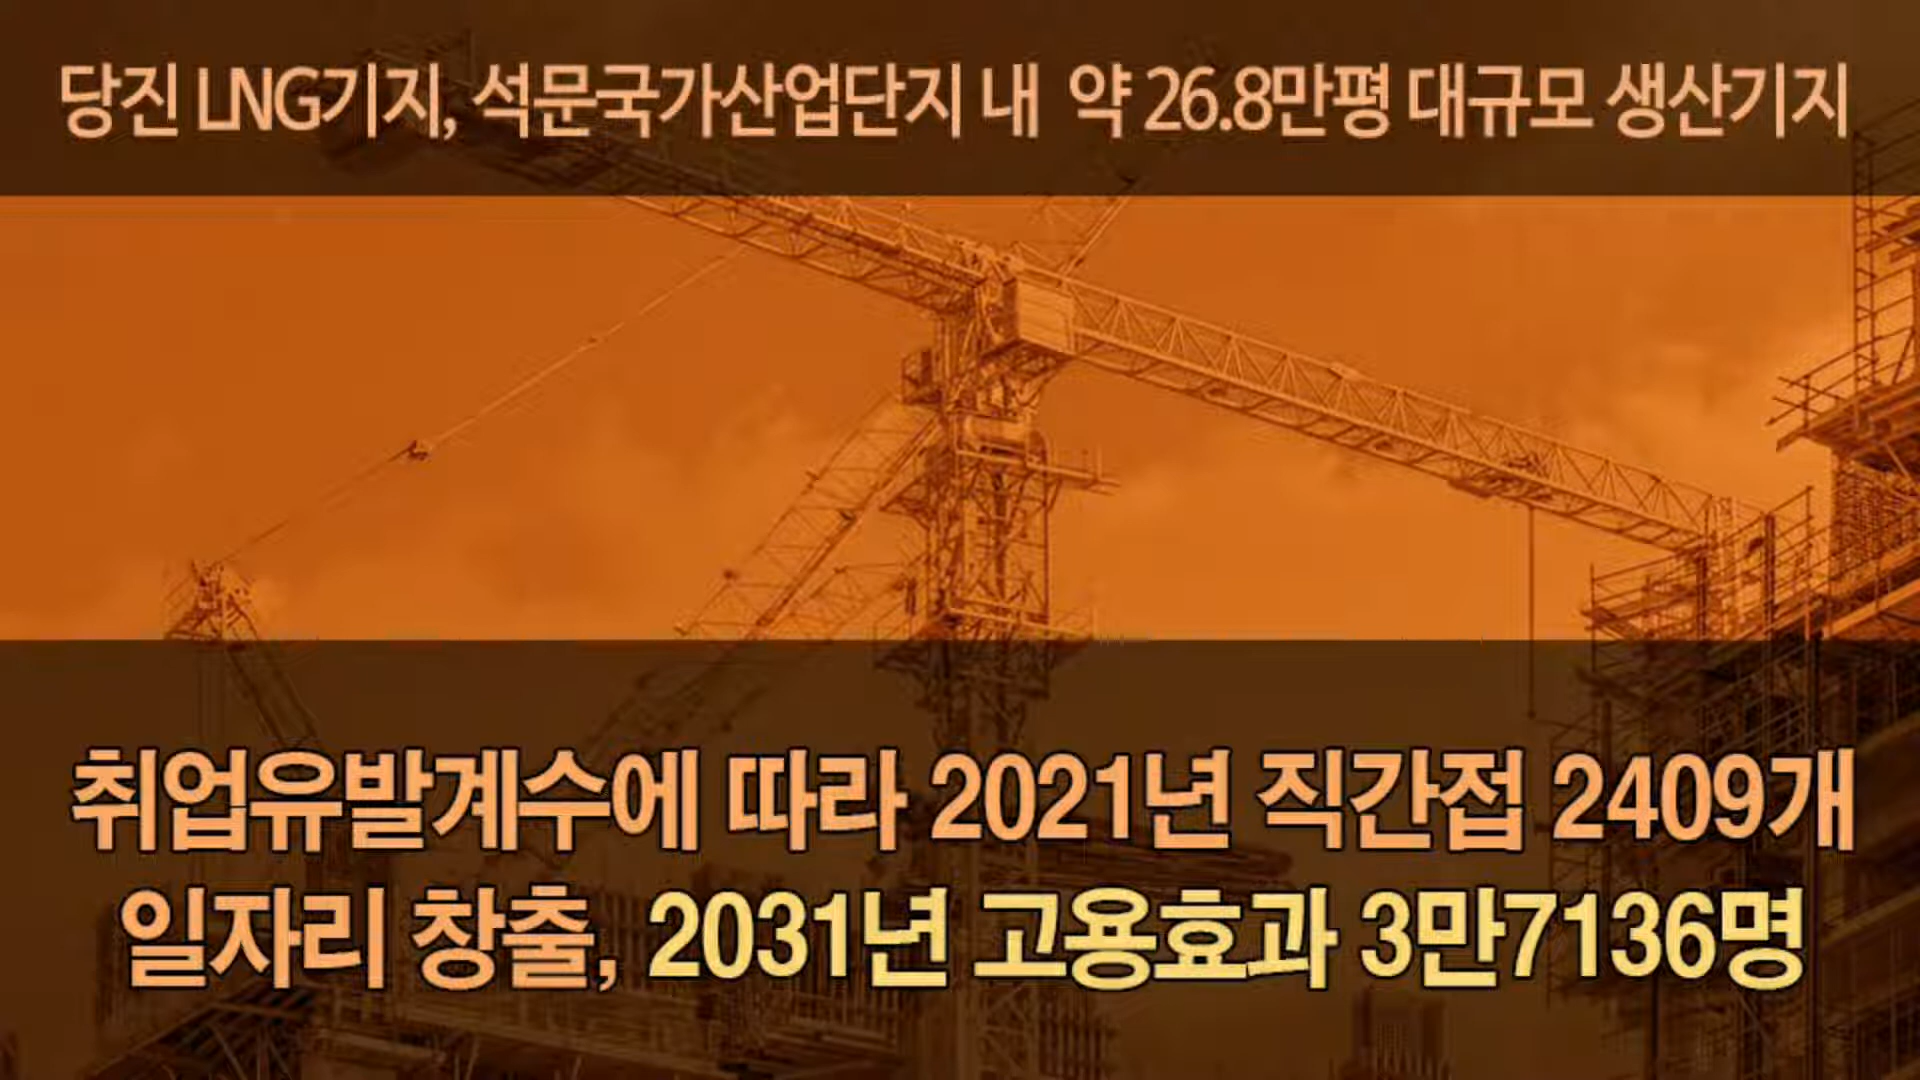 당진 LNG기지, 석문국가산업단지 내 약 26.8만평 대규모 생산기지
취업유발계수에 따라 2021년 직간접 2409개
일자리 창출, 2031년 고용효과 3만7136명